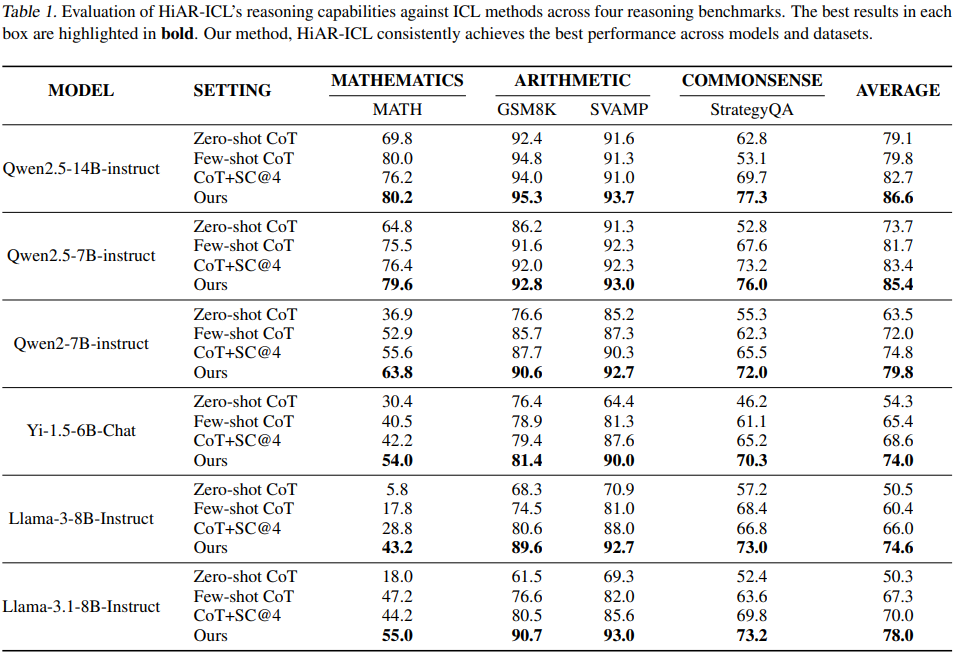 Table 1. Evaluation of HiAR-ICL's reasoning capabilities against ICL methods across four reasoning benchmarks. The best results in each
box are highlighted in bold. Our method, HiAR-ICL consistently achieves the best performance across models and datasets.
MODEL SETTING MATHEMATICS ARITHMETIC COMMONSENSE AVERAGE
MATH GSM8K SVAMP StrategyQA
Qwen2.5-14B-instruct
Zero-shot CoT 69.8 92.4 91.6 62.8 79.1
Few-shot CoT 80.0 94.8 91.3 53.1 79.8
CoT+SC@4 76.2 94.0 91.0 69.7 82.7
Ours 80.2 95.3 93.7 77.3 86.6
Qwen2.5-7B-instruct
Zero-shot CoT 64.8 86.2 91.3 52.8 73.7
Few-shot CoT 75.5 91.6 92.3 67.6 81.7
CoT+SC@4 76.4 92.0 92.3 73.2 83.4
Ours 79.6 92.8 93.0 76.0 85.4
Qwen2-7B-instruct
Zero-shot CoT 36.9 76.6 85.2 55.3 63.5
Few-shot CoT 52.9 85.7 87.3 62.3 72.0
CoT+SC@4 55.6 87.7 90.3 65.5 74.8
Ours 63.8 90.6 92.7 72.0 79.8
Yi-1.5-6B-Chat
Zero-shot CoT 30.4 76.4 64.4 46.2 54.3
Few-shot CoT 40.5 78.9 81.3 61.1 65.4
CoT+SC@4 42.2 79.4 87.6 65.2 68.6
Ours 54.0 81.4 90.0 70.3 74.0
Llama-3-8B-Instruct
Zero-shot CoT 5.8 68.3 70.9 57.2 50.5
Few-shot CoT 17.8 74.5 81.0 68.4 60.4
CoT+SC@4 28.8 80.6 88.0 66.8 66.0
Ours 43.2 89.6 92.7 73.0 74.6
Llama-3.1-8B-Instruct
Zero-shot CoT 18.0 61.5 69.3 52.4 50.3
Few-shot CoT 47.2 76.6 82.0 63.6 67.3
CoT+SC@4 44.2 80.5 85.6 69.8 70.0
Ours 55.0 90.7 93.0 73.2 78.0